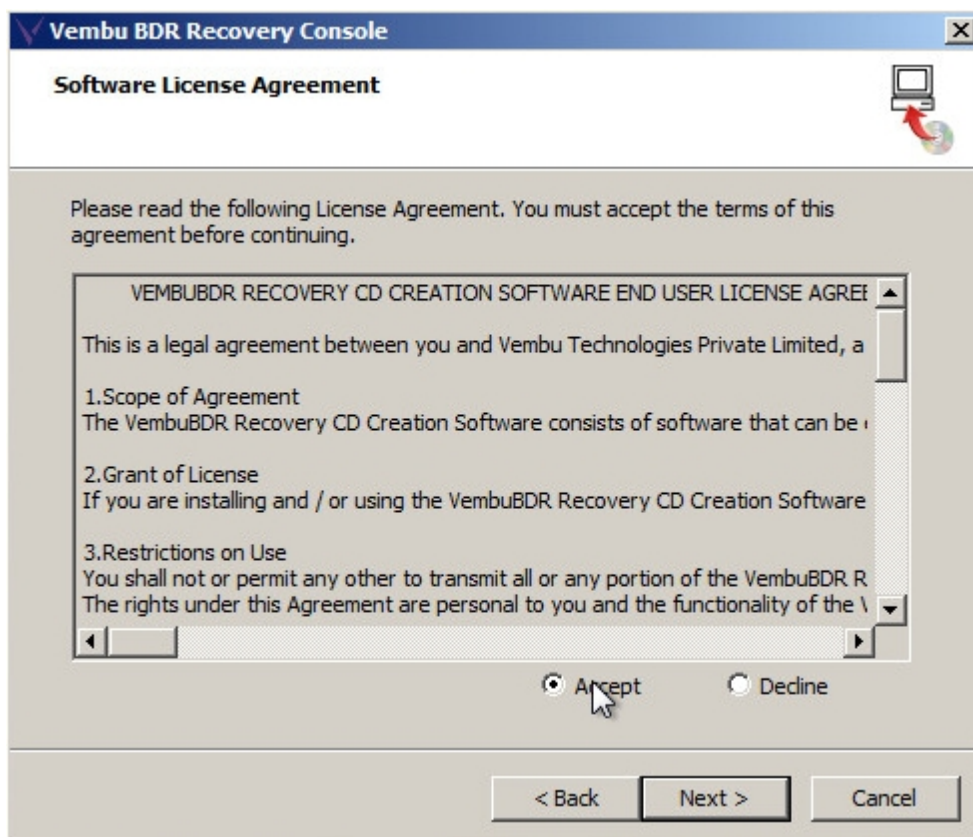 Vembu BDR Recovery Console
Software License Agreement
Please read the following License Agreement. You must accept the terms of this
agreement before continuing.
VEMBUBDR RECOVERY CD CREATION SOFTWARE END USER LICENSE AGREE
This is a legal agreement between you and Vembu Technologies Private Limited, a
1.Scope of Agreement
The VembuBDR Recovery CD Creation Software consists of software that can be
2.Grant of License
If you are installing and / or using the VembuBDR Recovery CD Creation Software
3.Restrictions on Use
You shall not or permit any other to transmit all or any portion of the VembuBDR R
The rights under this Agreement are personal to you and the functionality of the
Accept Decline
< Back Next > Cancel